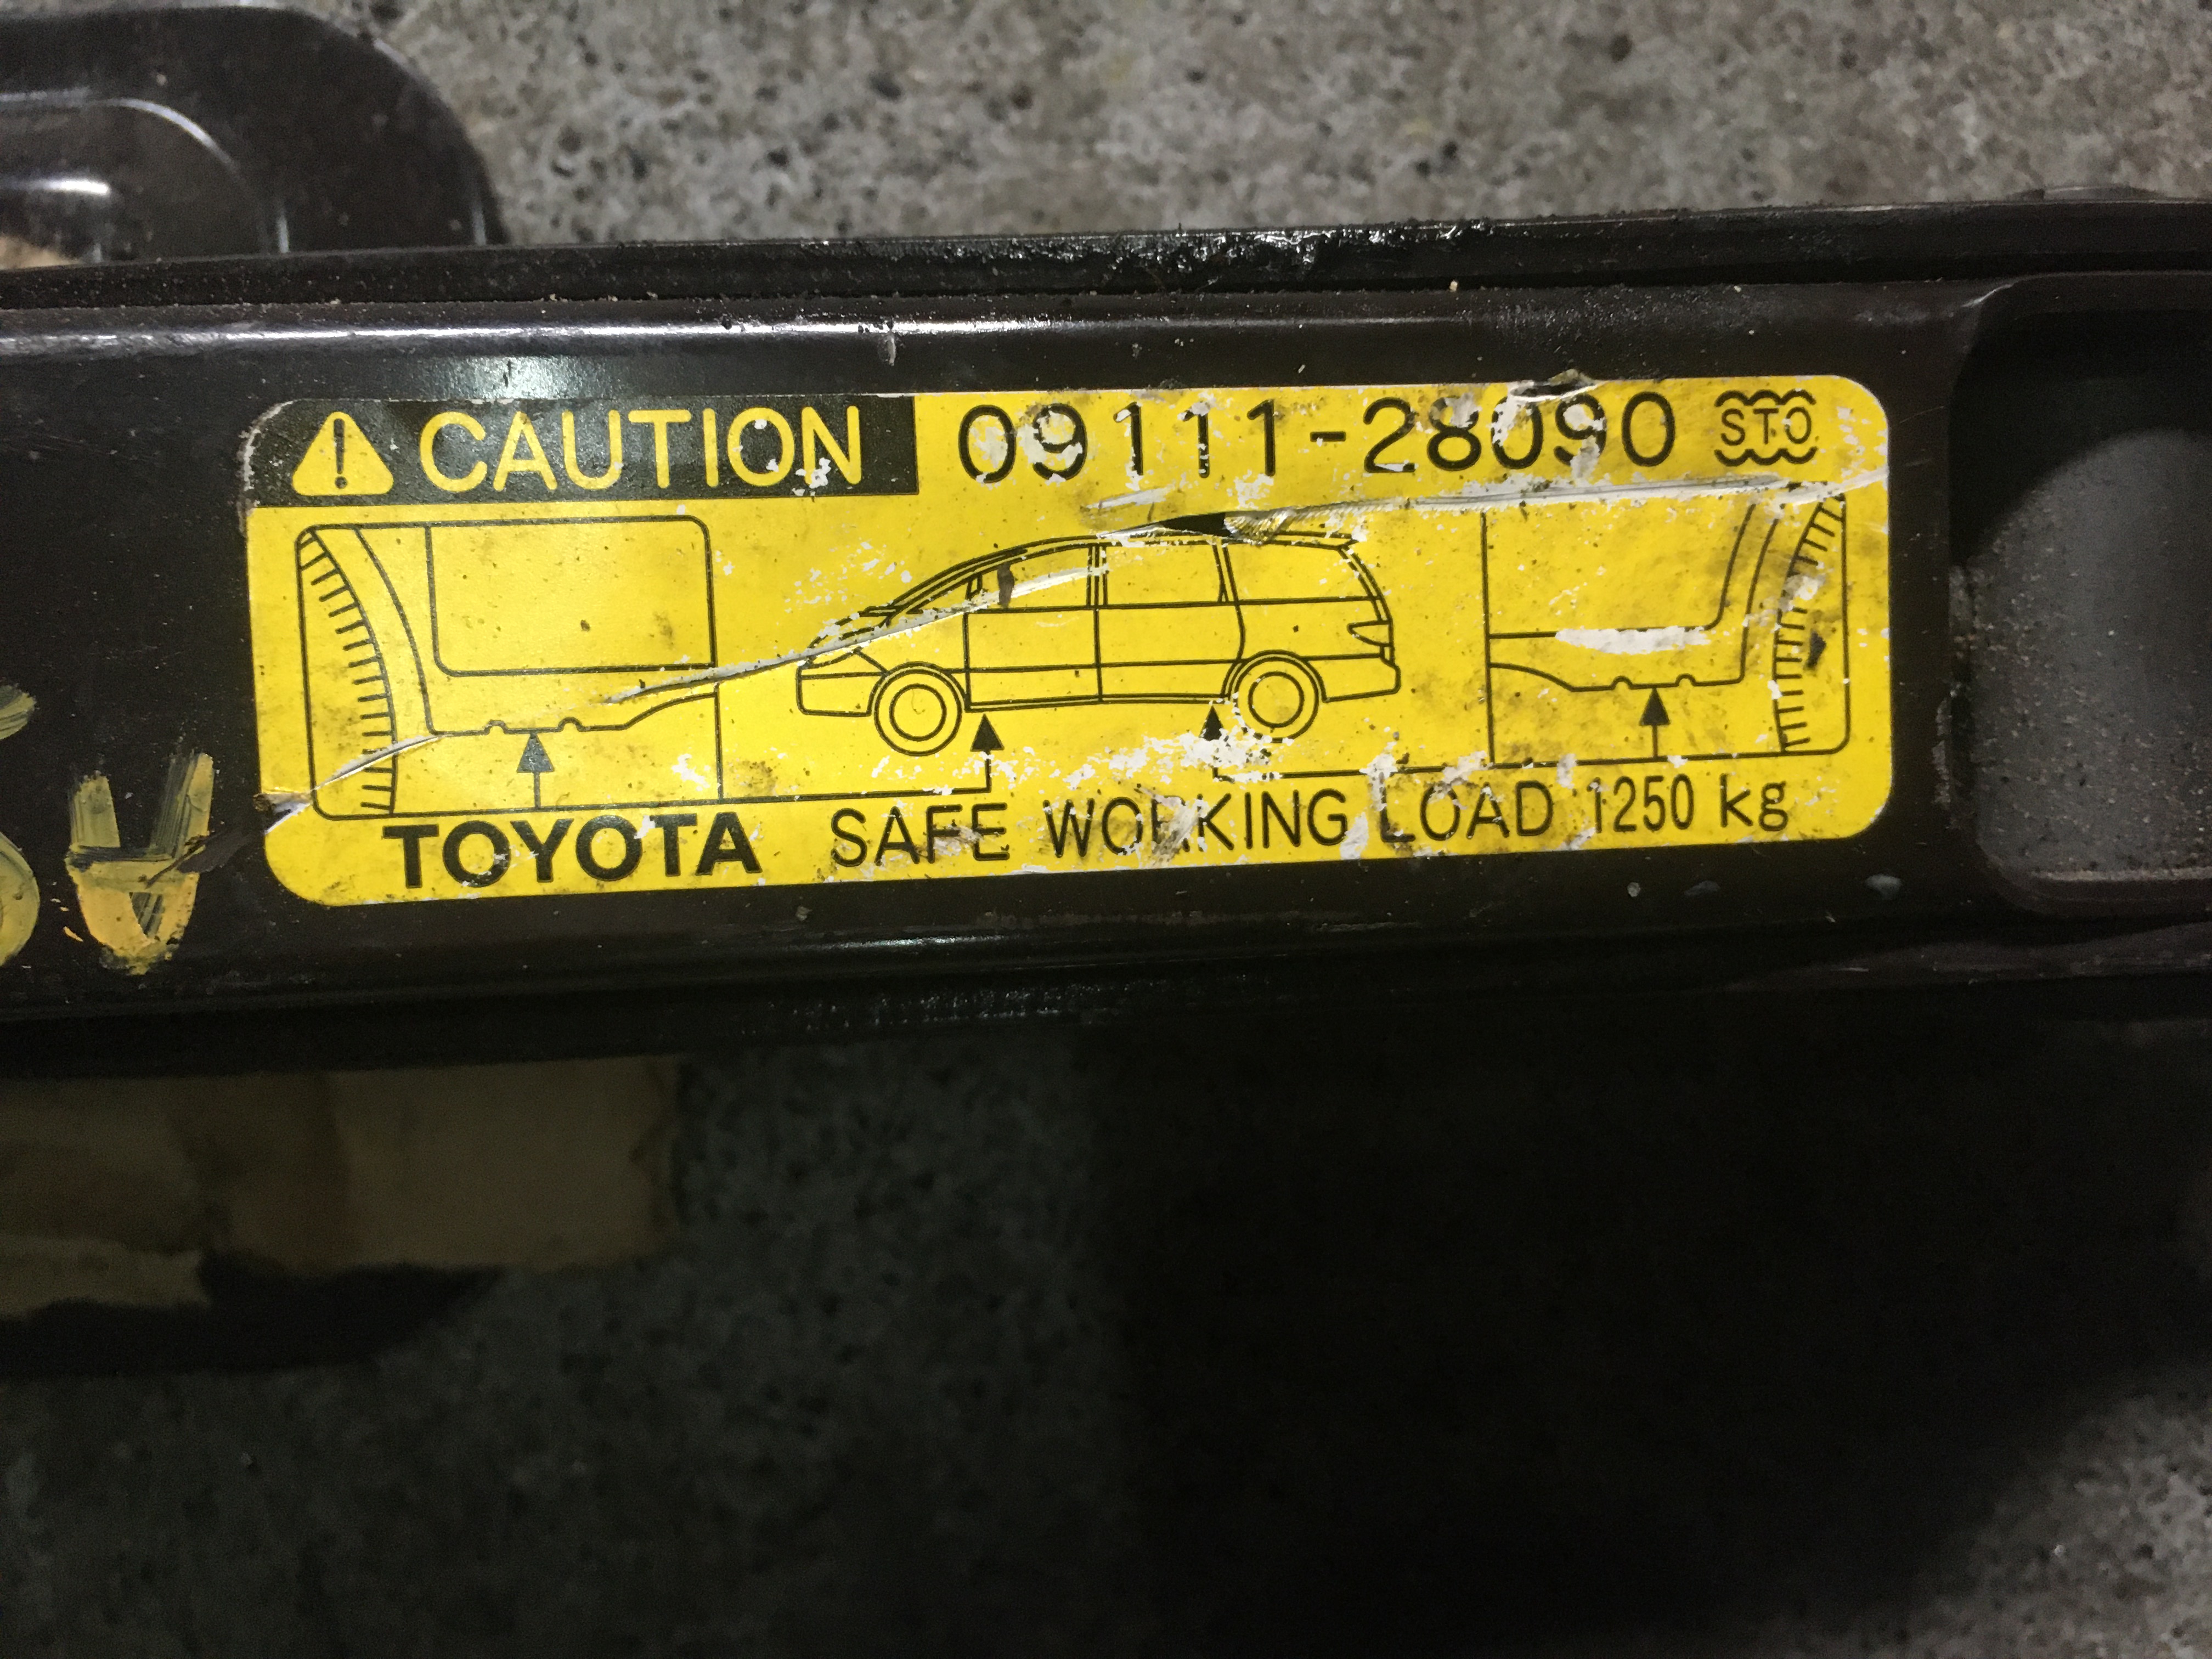 CAUTION 09111-28090 STO
TOYOTA SAFE WORKING LOAD 1250 kg